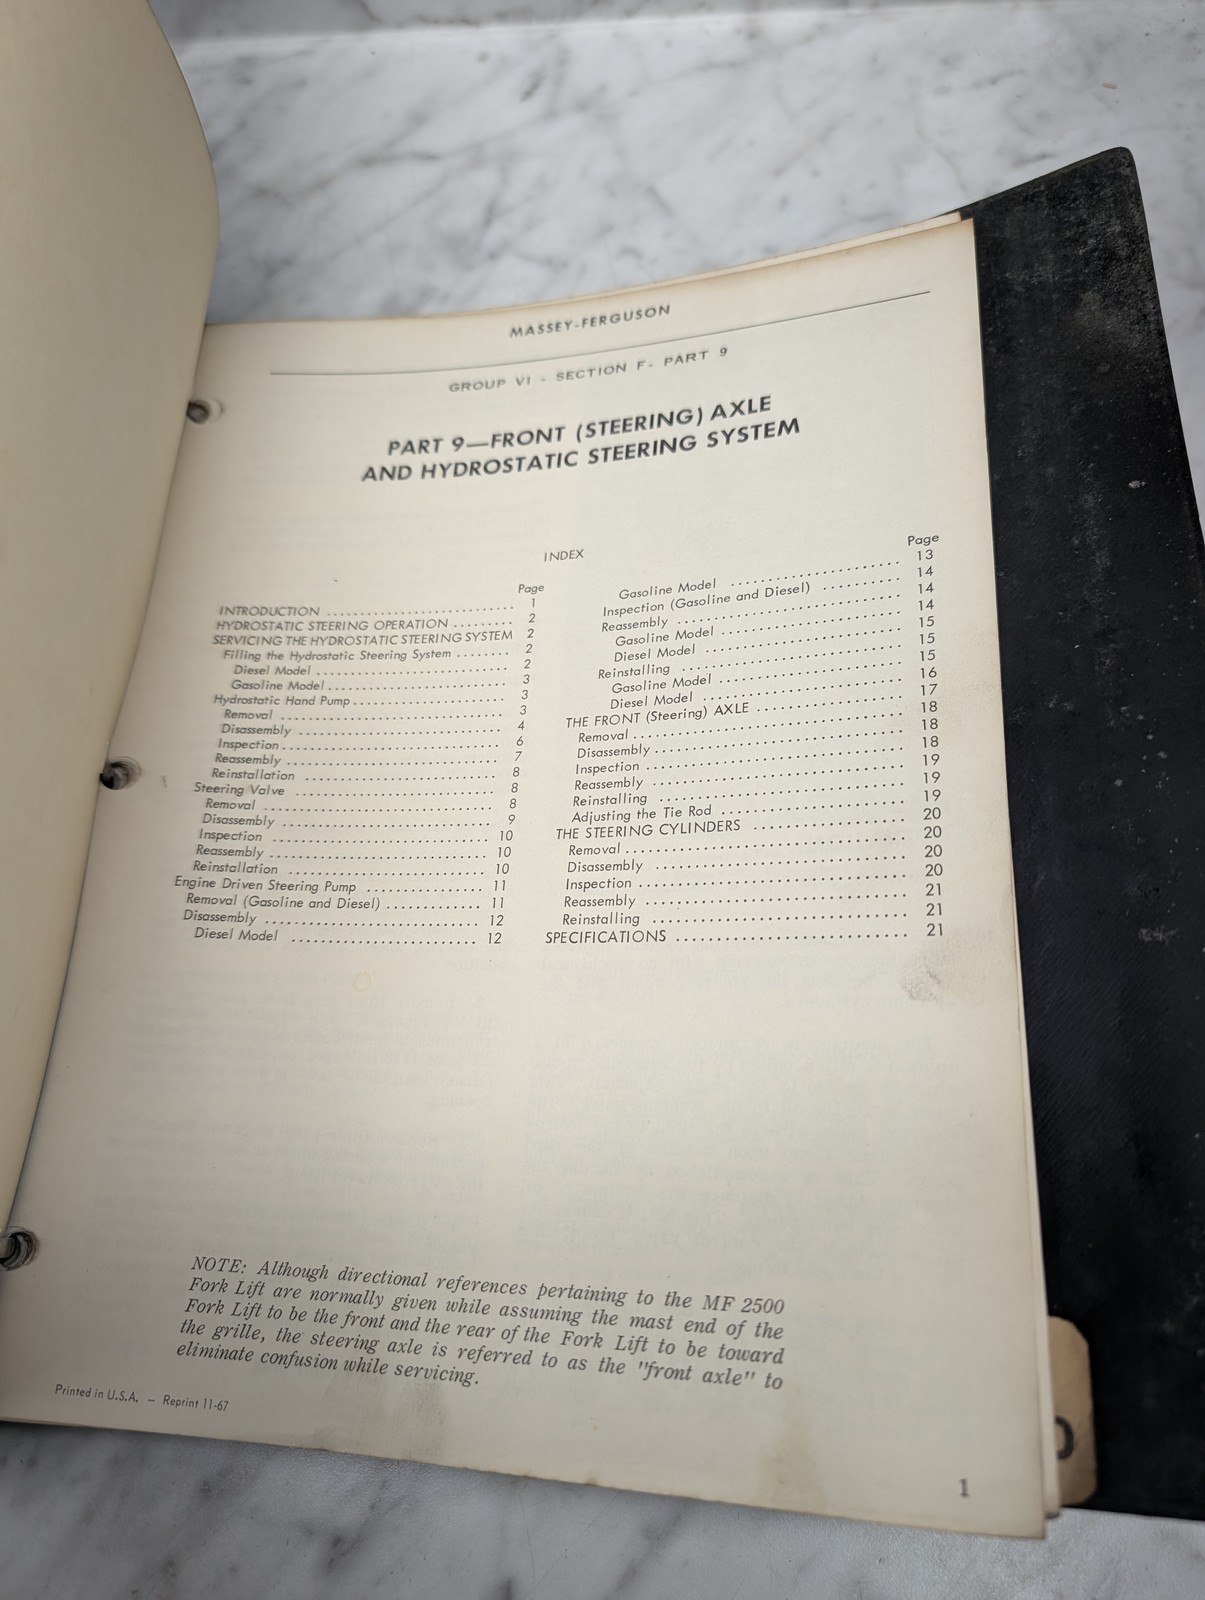 MASSEY-FERGUSON
GROUP VI - SECTION F- PART 9
PART 9—FRONT (STEERING) AXLE
AND HYDROSTATIC STEERING SYSTEM
INDEX
Page
INTRODUCTION ........................... 1
HYDROSTATIC STEERING OPERATION ......... 2
SERVICING THE HYDROSTATIC STEERING SYSTEM 2
Filling the Hydrostatic Steering System ........ 2
Diesel Model ........................... 2
Gasoline Model ......................... 3
Hydrostatic Hand Pump ...................... 3
Removal ................................ 3
Disassembly ............................ 4
Inspection ............................. 6
Reassembly ............................. 7
Reinstallation ......................... 8
Steering Valve ............................. 8
Removal ................................ 8
Disassembly ............................ 9
Inspection ............................. 10
Reassembly ............................. 10
Reinstallation ......................... 10
Engine Driven Steering Pump ................ 11
Removal (Gasoline and Diesel) ............ 11
Disassembly ............................ 12
Diesel Model ........................... 12
Page
Gasoline Model ......................... 13
Inspection (Gasoline and Diesel) ........... 14
Reassembly ............................. 14
Gasoline Model ......................... 14
Diesel Model ........................... 15
Reinstalling ........................... 15
Gasoline Model ......................... 15
Diesel Model ........................... 16
THE FRONT (Steering) AXLE .................. 17
Removal ................................ 18
Disassembly ............................ 18
Inspection ............................. 18
Reassembly ............................. 19
Reinstalling ........................... 19
Adjusting the Tie Rod .................... 19
THE STEERING CYLINDERS ................... 20
Removal ................................ 20
Disassembly ............................ 20
Inspection ............................. 20
Reassembly ............................. 21
Reinstalling ........................... 21
SPECIFICATIONS ........................... 21
NOTE: Although directional references pertaining to the MF 2500
Fork Lift are normally given while assuming the mast end of the
Fork Lift to be the front and the rear of the Fork Lift to be toward
the grille, the steering axle is referred to as the "front axle" to
eliminate confusion while servicing.
Printed in U.S.A. — Reprint 11-67
1